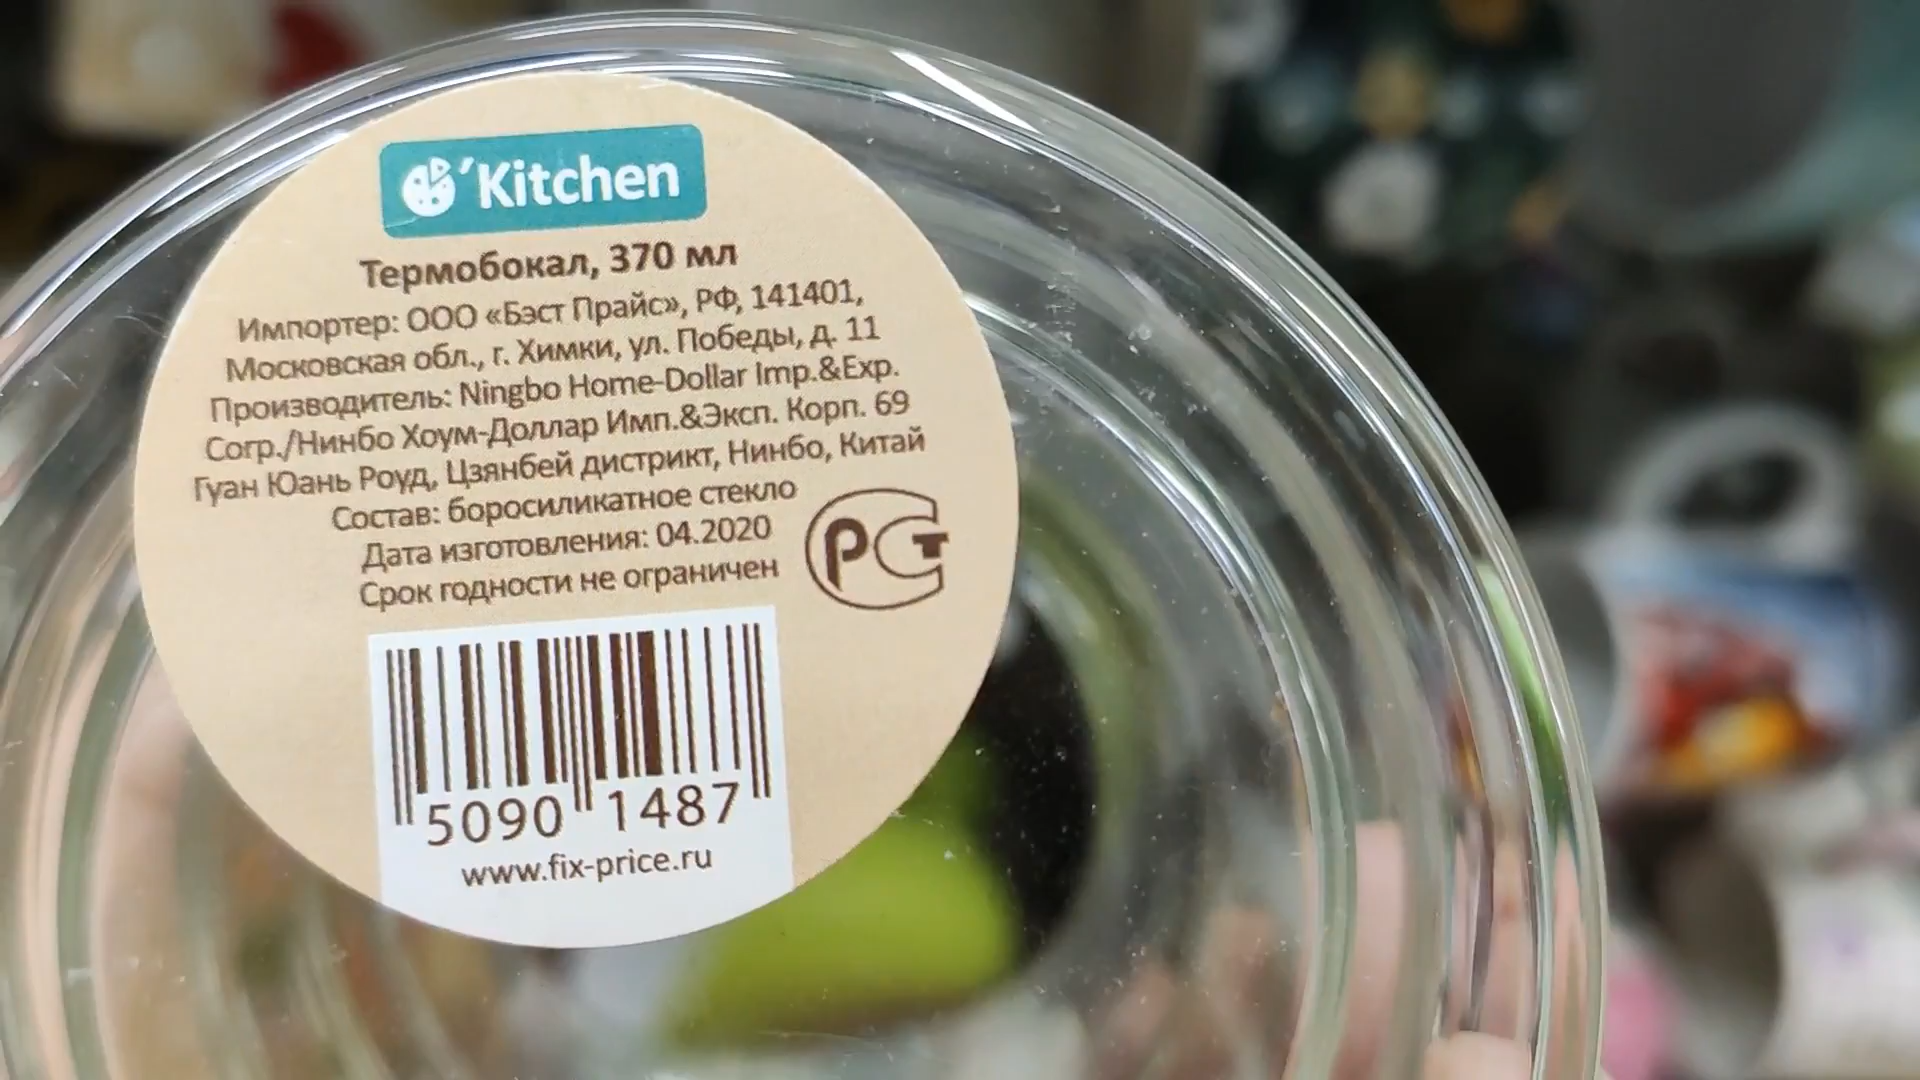 'Kitchen
Термобокал, 370 мл
Импортер: ООО «Бэст Прайс», РФ, 141401,
Московская обл., г. Химки, ул. Победы, д. 11
Производитель: Ningbo Home-Dollar Imp.&Exp.
Corp./Нинбо Хоум-Доллар Имп.&Эксп. Корп. 69
Гуан Юань Роуд, Цзянбей дистрикт, Нинбо, Китай
Состав: боросиликатное стекло
Дата изготовления: 04.2020
Срок годности не ограничен
РСТ
5090 1487
www.fix-price.ru